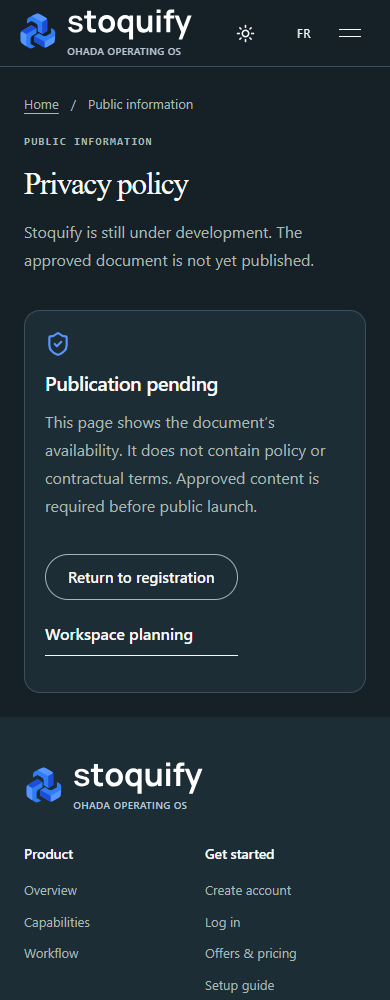 stoquify
OHADA OPERATING OS
FR
Home / Public information
PUBLIC INFORMATION
Privacy policy
Stoquify is still under development. The
approved document is not yet published.
Publication pending
This page shows the document's
availability. It does not contain policy or
contractual terms. Approved content is
required before public launch.
Return to registration
Workspace planning
stoquify
OHADA OPERATING OS
Product
Overview
Capabilities
Workflow
Get started
Create account
Log in
Offers & pricing
Setup guide